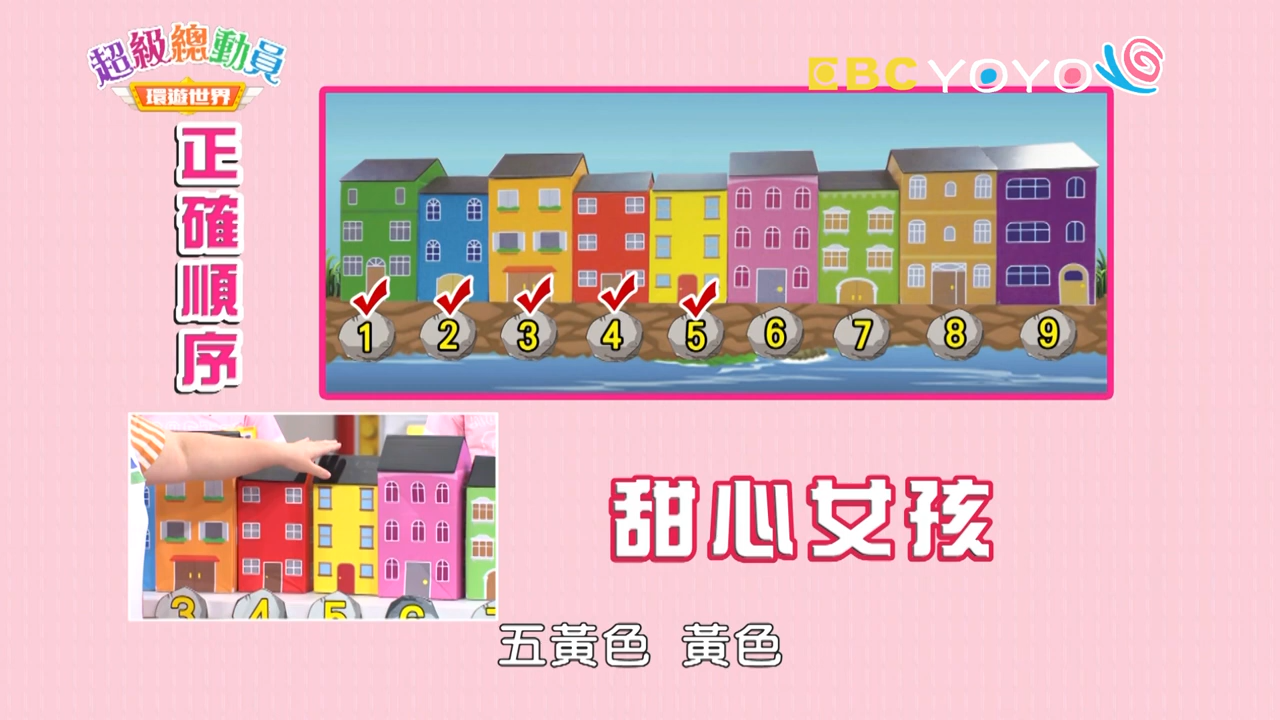 超級總動員
環遊世界
EBC YOYO
正確順序
1 2 3 4 5 6 7 8 9
3 4 5 6
甜心女孩
五黃色 黃色